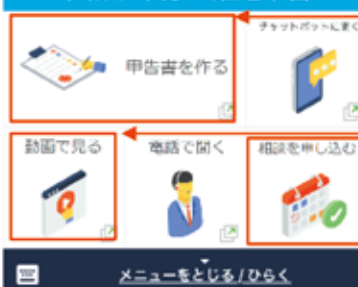 申告書を作る
チャットボットに聞く
動画で見る
電話で聞く
相談を申し込む
メニューをとじる/ひらく